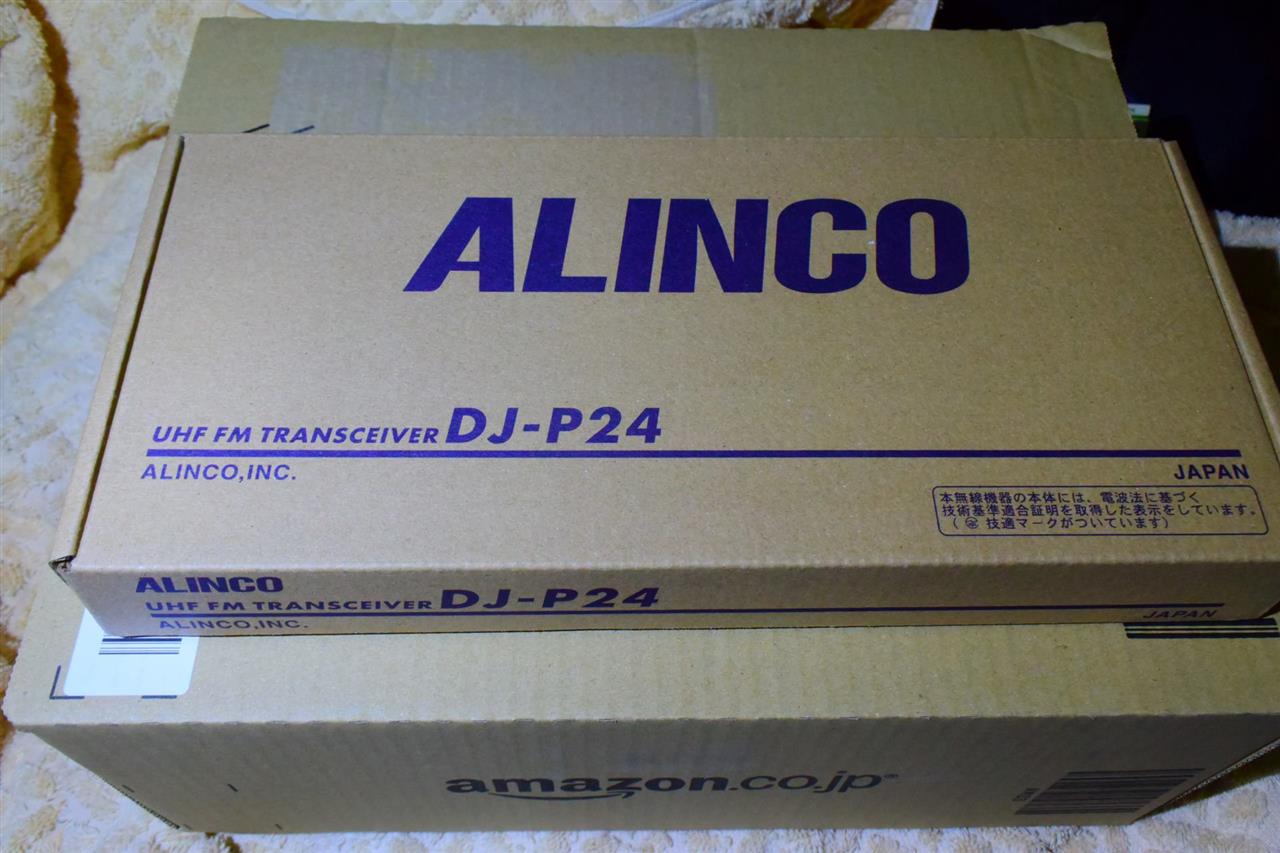 ALINCO
UHF FM TRANSCEIVER DJ-P24
ALINCO,INC.
JAPAN
本無線機器の本体には、電波法に基づく
技術基準適合証明を取得した表示をしています。
( 技適マークがついています)
ALINCO
UHF FM TRANSCEIVER DJ-P24
ALINCO,INC.
JAPAN
amazon.co.jp®